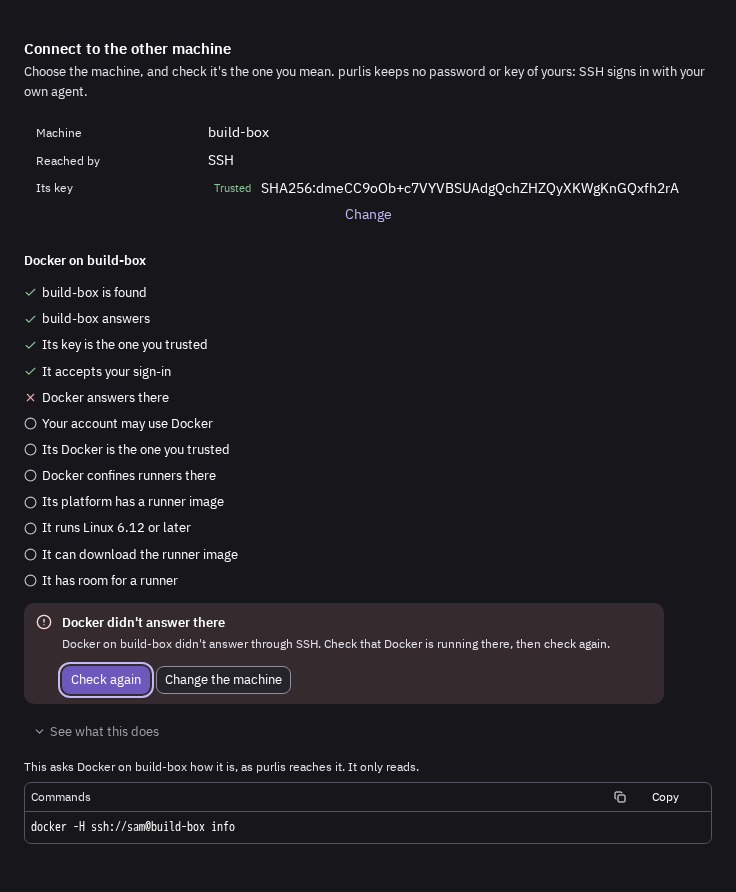 Connect to the other machine
Choose the machine, and check it's the one you mean. purlis keeps no password or key of yours: SSH signs in with your
own agent.
Machine build-box
Reached by SSH
Its key Trusted SHA256:dmeCC9oOb+c7VYVBSUAdgQchZHZQyXKWgKnGQxfh2rA
Change
Docker on build-box
build-box is found
build-box answers
Its key is the one you trusted
It accepts your sign-in
Docker answers there
Your account may use Docker
Its Docker is the one you trusted
Docker confines runners there
Its platform has a runner image
It runs Linux 6.12 or later
It can download the runner image
It has room for a runner
Docker didn't answer there
Docker on build-box didn't answer through SSH. Check that Docker is running there, then check again.
Check again Change the machine
See what this does
This asks Docker on build-box how it is, as purlis reaches it. It only reads.
Commands Copy
docker -H ssh://sam@build-box info